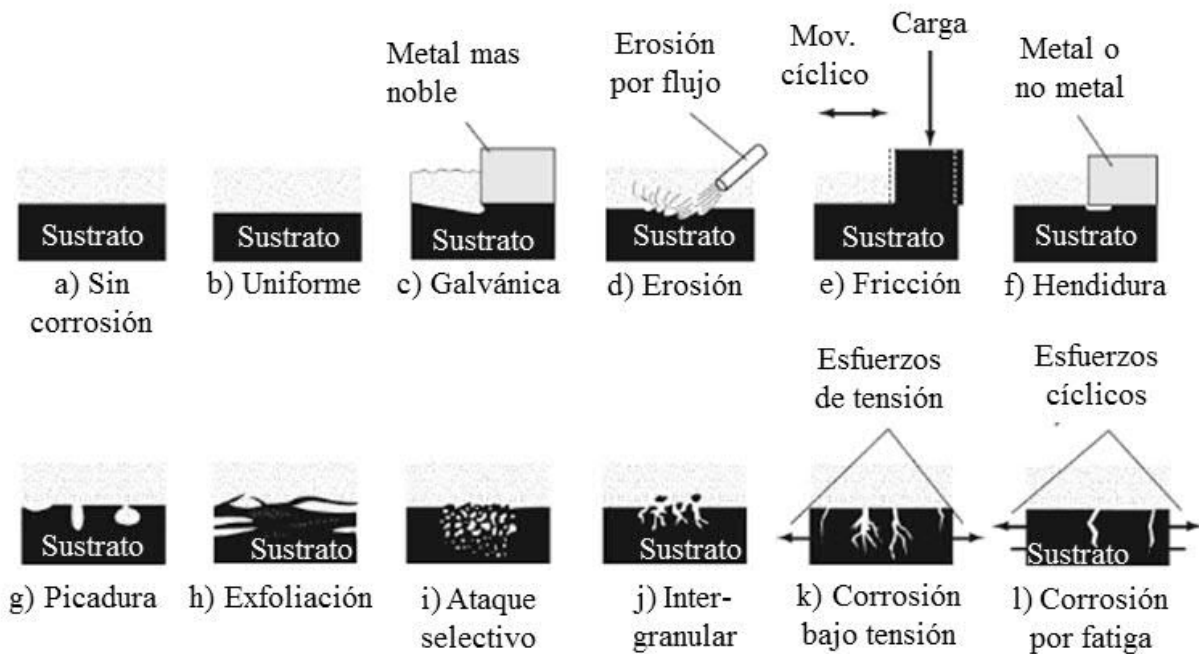 Metal mas
noble
Erosión
por flujo
Mov.
cíclico
Carga
Metal o
no metal
Sustrato
a) Sin
corrosión
Sustrato
b) Uniforme
Sustrato
c) Galvánica
Sustrato
d) Erosión
Sustrato
e) Fricción
Sustrato
f) Hendidura
Esfuerzos
de tensión
Esfuerzos
cíclicos
Sustrato
g) Picadura
Sustrato
h) Exfoliación
i) Ataque
selectivo
Sustrato
j) Inter-
granular
k) Corrosión
bajo tensión
Sustrato
l) Corrosión
por fatiga